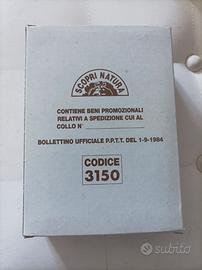 SCOPRI NATURA
CONTIENE BENI PROMOZIONALI
RELATIVI A SPEDIZIONE CUI AL
COLLO N°
BOLLETTINO UFFICIALE P.P.T.T. DEL 1-9-1984
CODICE
3150
subito